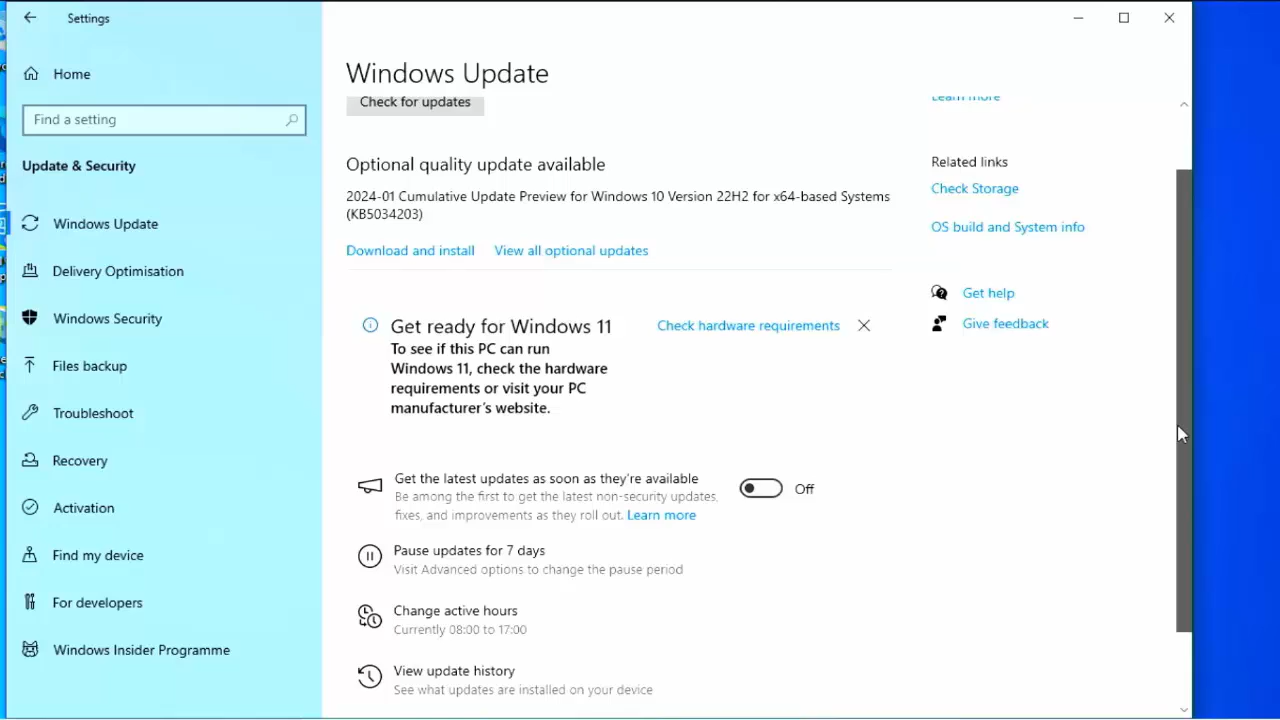 Settings
Home
Find a setting
Update & Security
Windows Update
Delivery Optimisation
Windows Security
Files backup
Troubleshoot
Recovery
Activation
Find my device
For developers
Windows Insider Programme
Windows Update
Check for updates
Optional quality update available
2024-01 Cumulative Update Preview for Windows 10 Version 22H2 for x64-based Systems
(KB5034203)
Download and install View all optional updates
Get ready for Windows 11 Check hardware requirements
To see if this PC can run
Windows 11, check the hardware
requirements or visit your PC
manufacturer's website.
Get the latest updates as soon as they're available
Off
Be among the first to get the latest non-security updates,
fixes, and improvements as they roll out. Learn more
Pause updates for 7 days
Visit Advanced options to change the pause period
Change active hours
Currently 08:00 to 17:00
View update history
See what updates are installed on your device
Learn more
Related links
Check Storage
OS build and System info
Get help
Give feedback